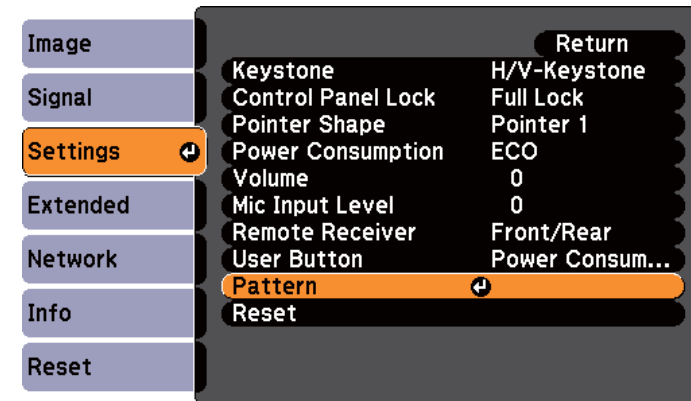 Image
Signal
Settings
Extended
Network
Info
Reset
Return
Keystone H/V-Keystone
Control Panel Lock Full Lock
Pointer Shape Pointer 1
Power Consumption ECO
Volume 0
Mic Input Level 0
Remote Receiver Front/Rear
User Button Power Consum...
Pattern
Reset